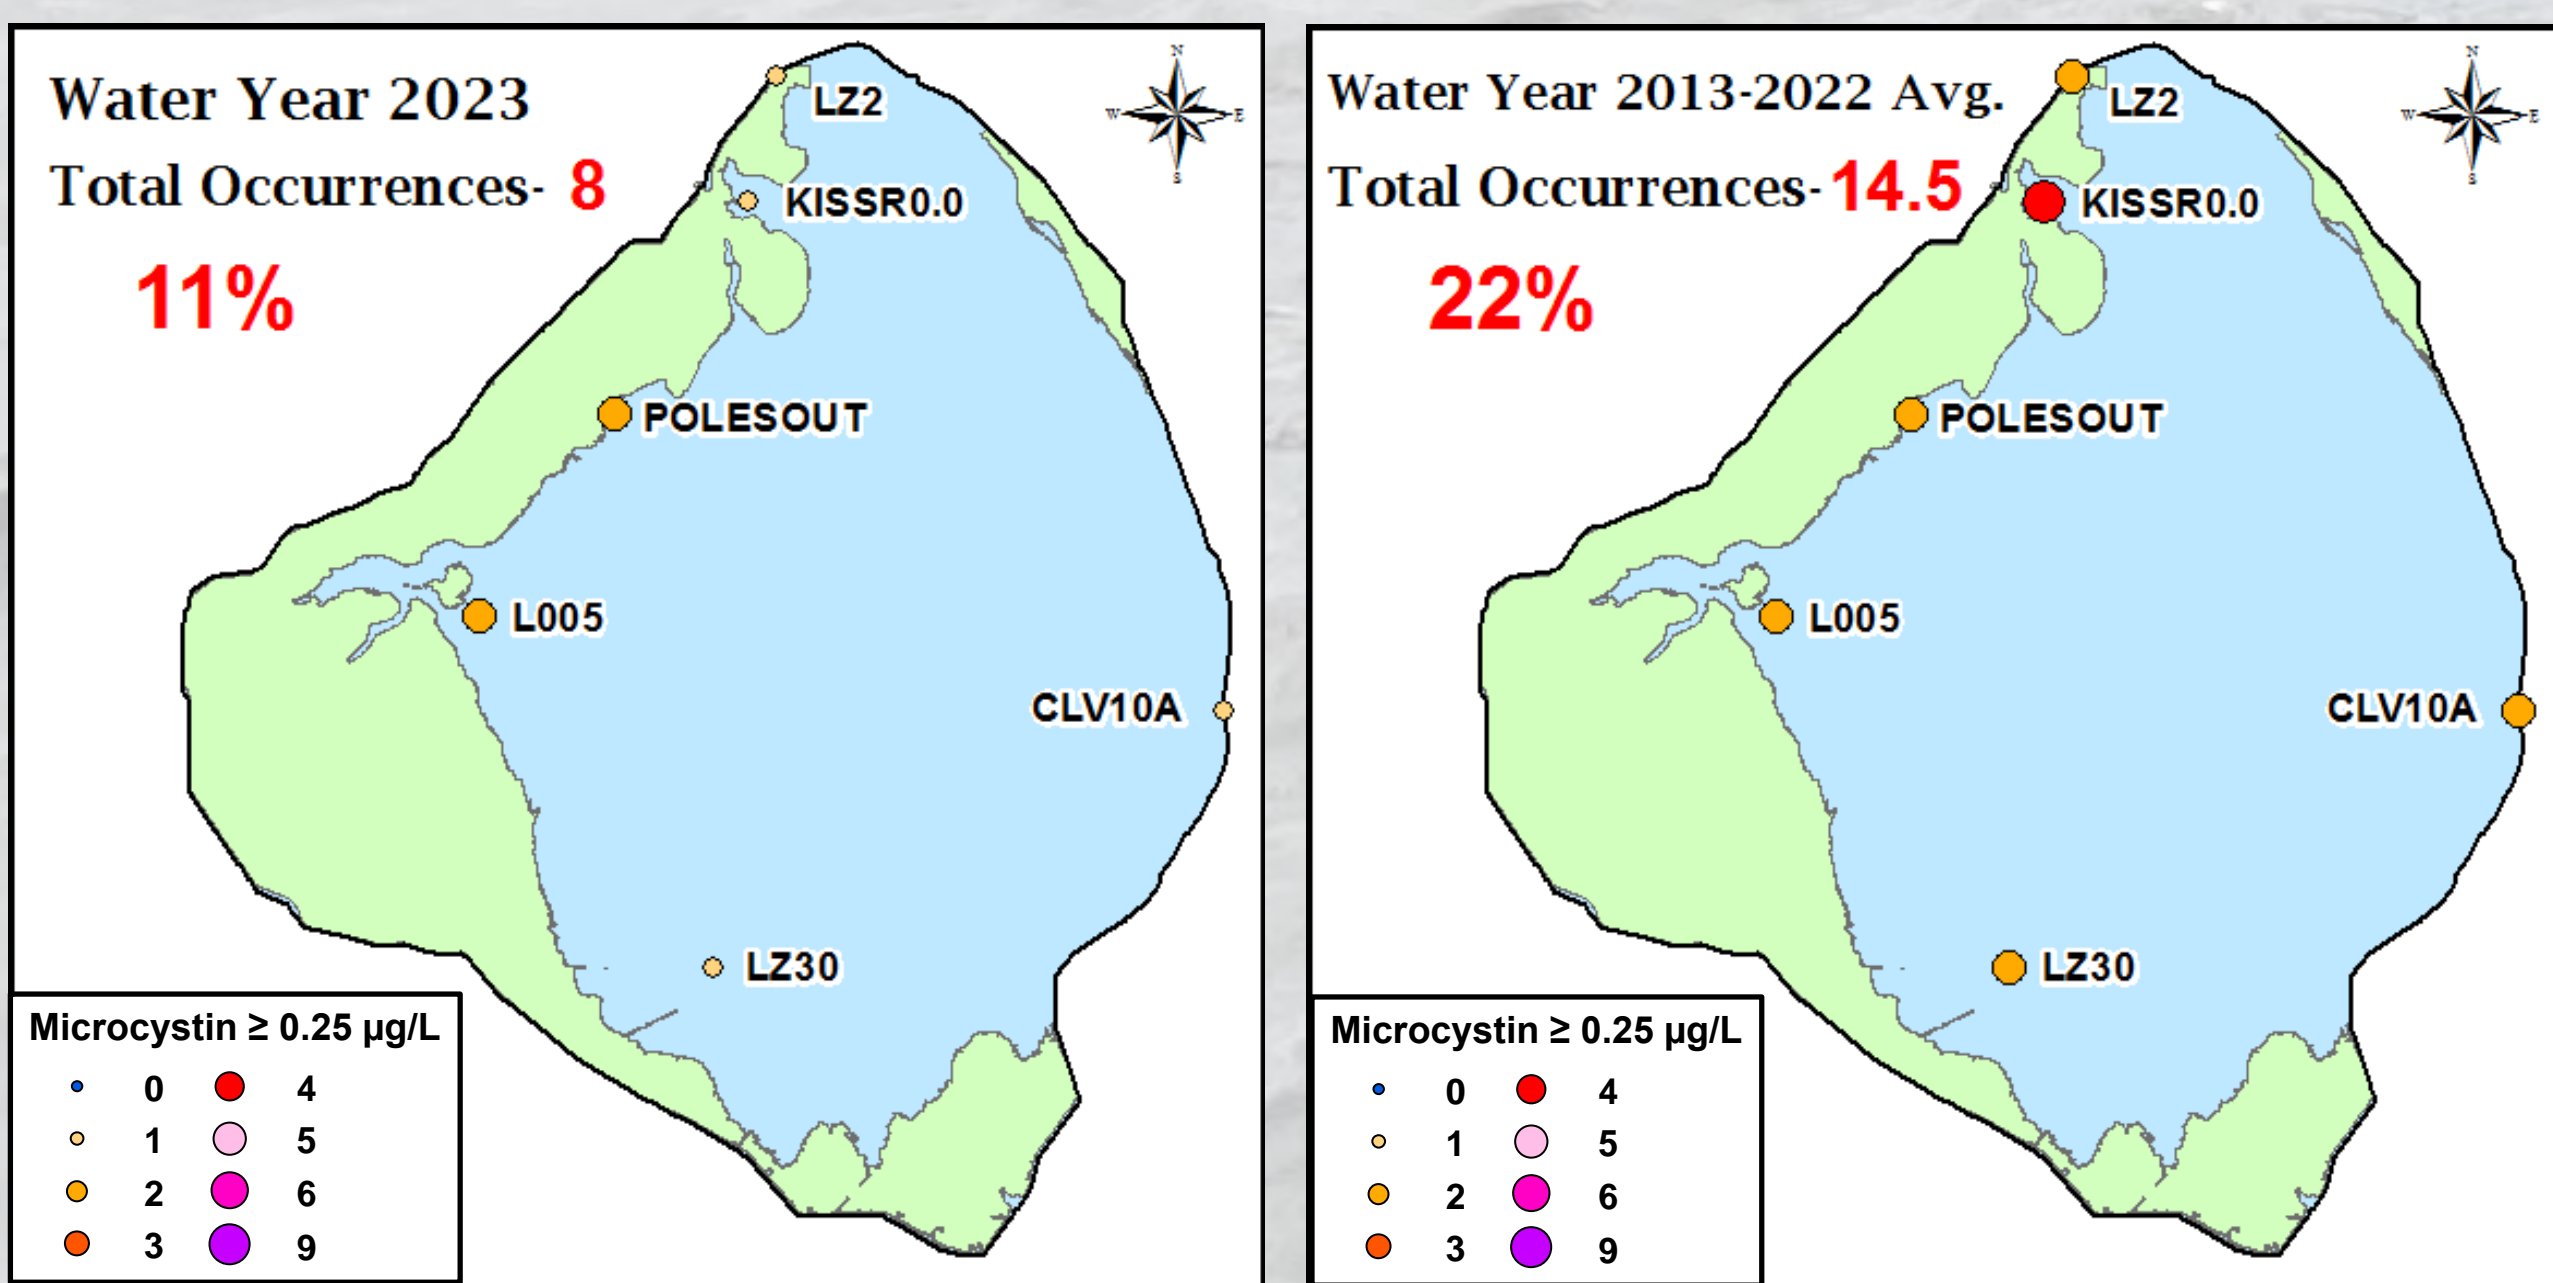 Water Year 2023
Total Occurrences- 8
11%
N
W E
S
LZ2
KISSR0.0
POLESOUT
L005
CLV10A
LZ30
Microcystin ≥ 0.25 µg/L
0 4
1 5
2 6
3 9
Water Year 2013-2022 Avg.
Total Occurrences- 14.5
22%
N
W E
S
LZ2
KISSR0.0
POLESOUT
L005
CLV10A
LZ30
Microcystin ≥ 0.25 µg/L
0 4
1 5
2 6
3 9